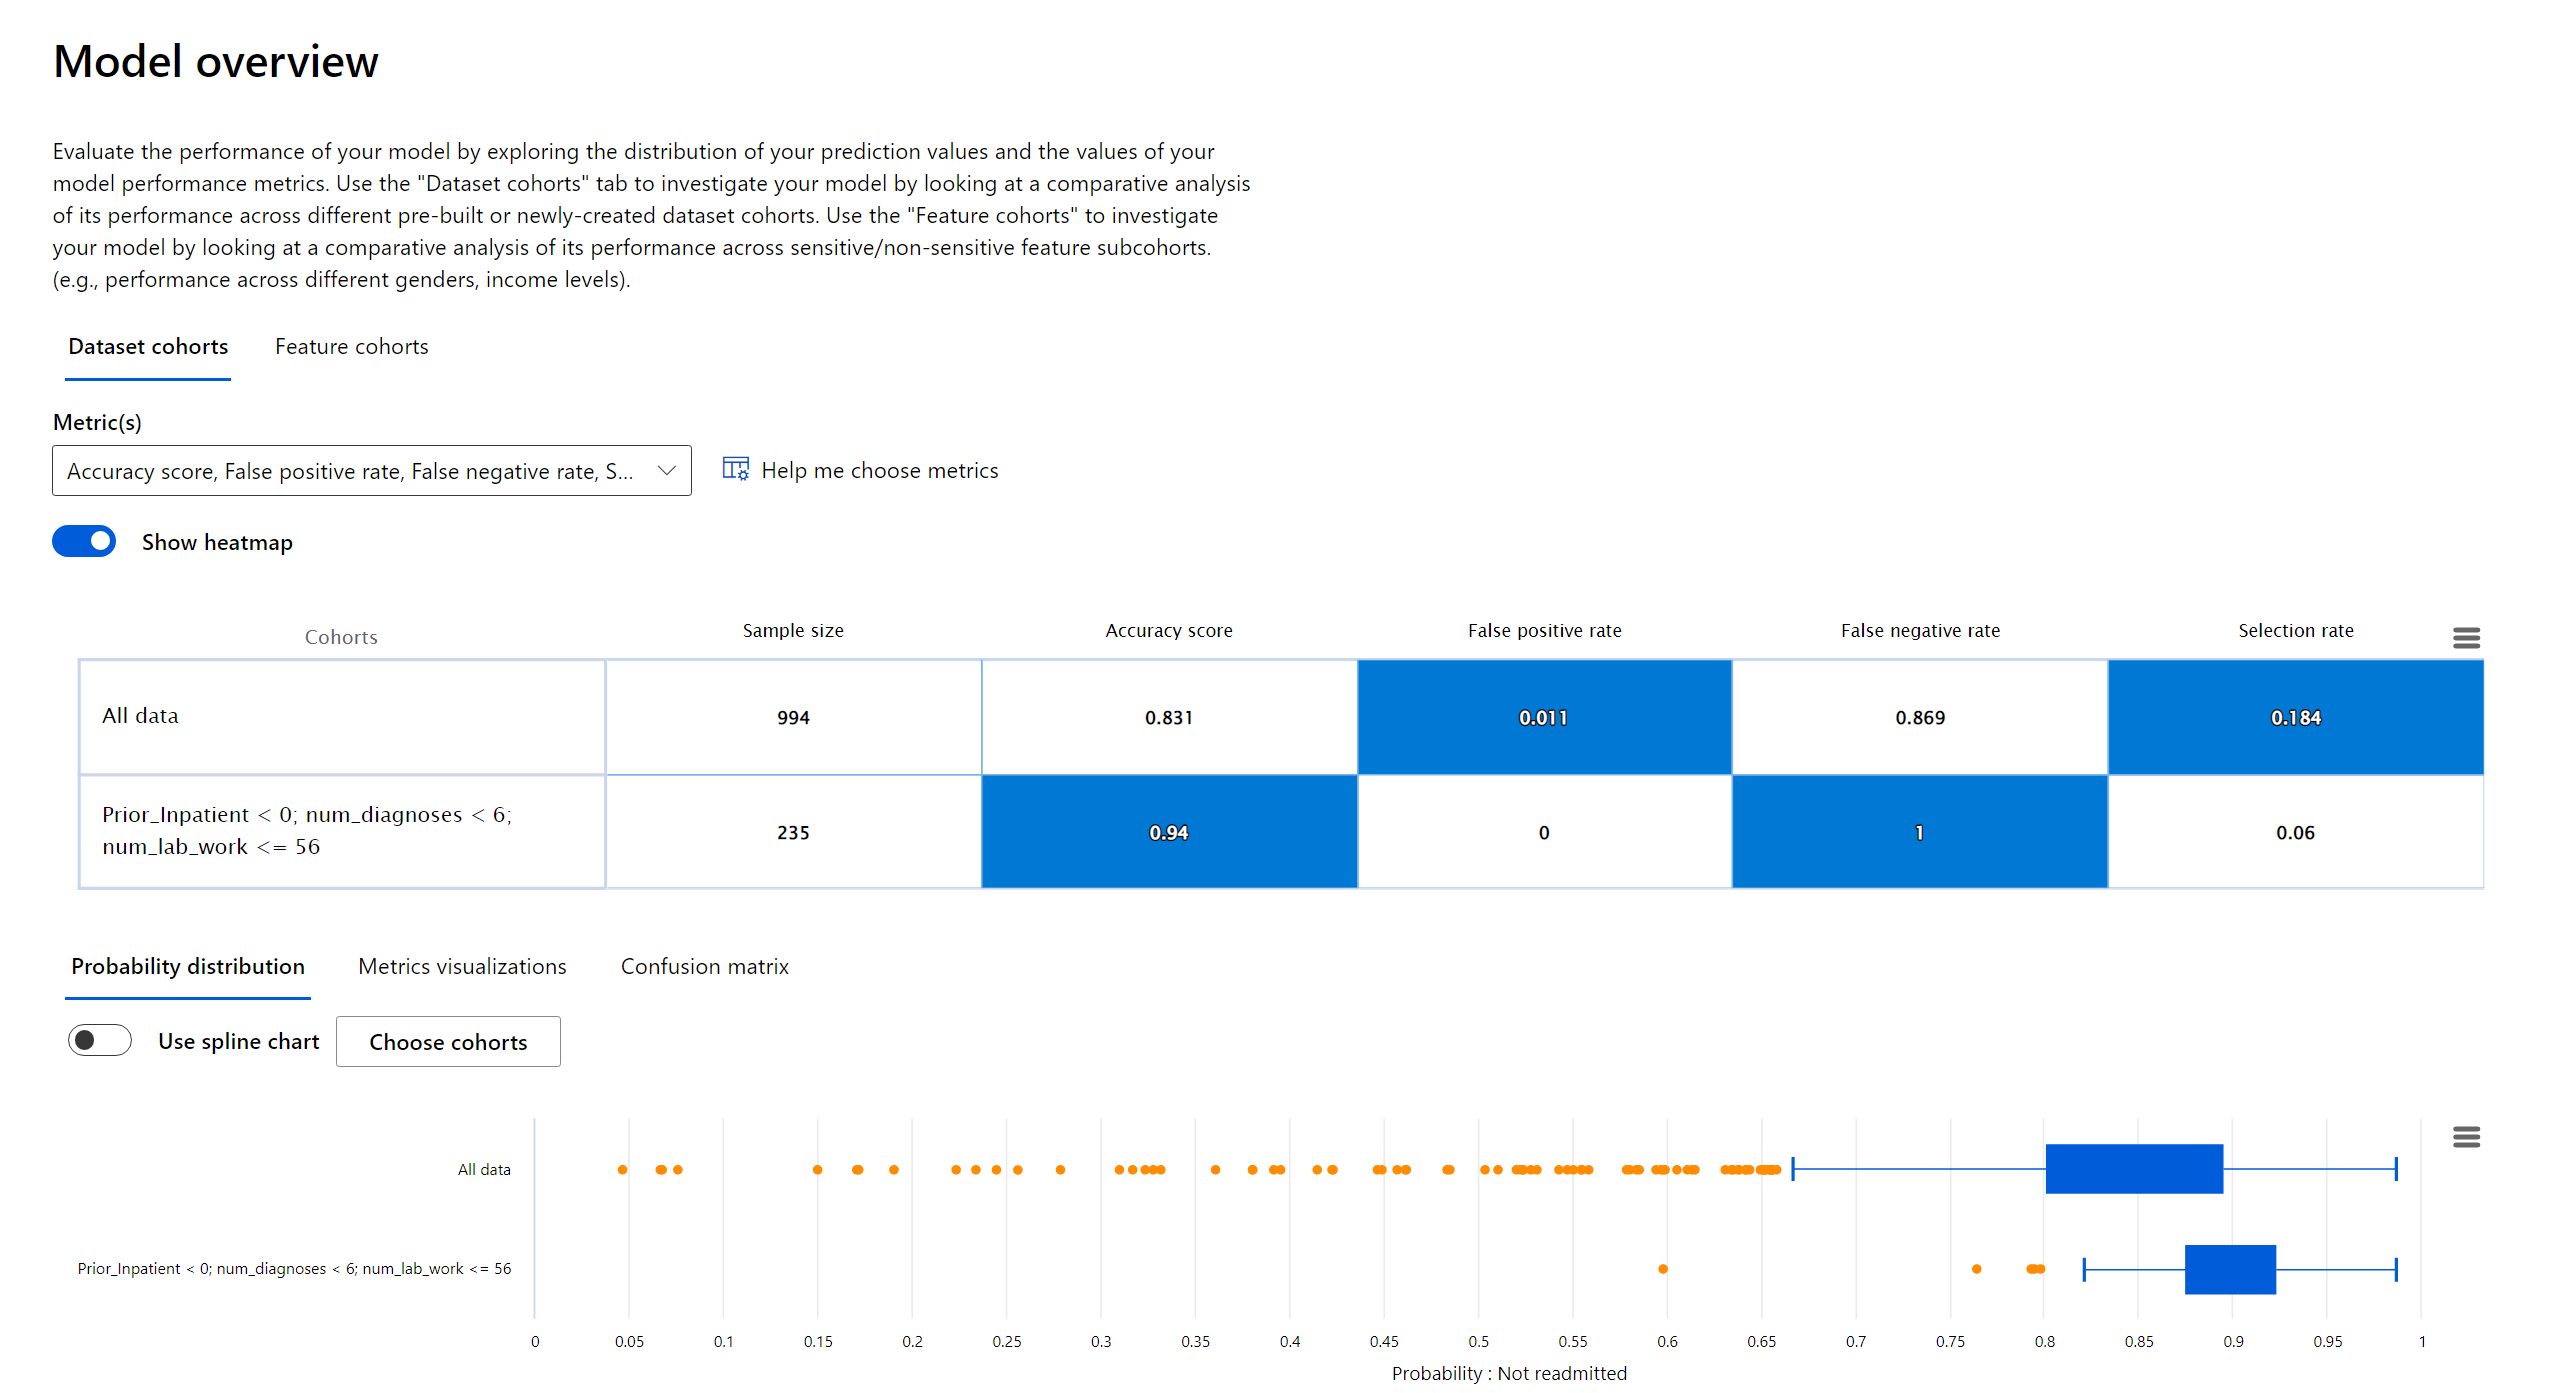 Model overview
Evaluate the performance of your model by exploring the distribution of your prediction values and the values of your
model performance metrics. Use the "Dataset cohorts" tab to investigate your model by looking at a comparative analysis
of its performance across different pre-built or newly-created dataset cohorts. Use the "Feature cohorts" to investigate
your model by looking at a comparative analysis of its performance across sensitive/non-sensitive feature subcohorts.
(e.g., performance across different genders, income levels).
Dataset cohorts Feature cohorts
Metric(s)
Accuracy score, False positive rate, False negative rate, S... Help me choose metrics
Show heatmap
Cohorts Sample size Accuracy score False positive rate False negative rate Selection rate
All data 994 0.831 0.011 0.869 0.184
Prior_Inpatient < 0; num_diagnoses < 6;
num_lab_work <= 56
235 0.94 0 1 0.06
Probability distribution Metrics visualizations Confusion matrix
Use spline chart Choose cohorts
All data
Prior_Inpatient < 0; num_diagnoses < 6; num_lab_work <= 56
0 0.05 0.1 0.15 0.2 0.25 0.3 0.35 0.4 0.45 0.5 0.55 0.6 0.65 0.7 0.75 0.8 0.85 0.9 0.95 1
Probability : Not readmitted